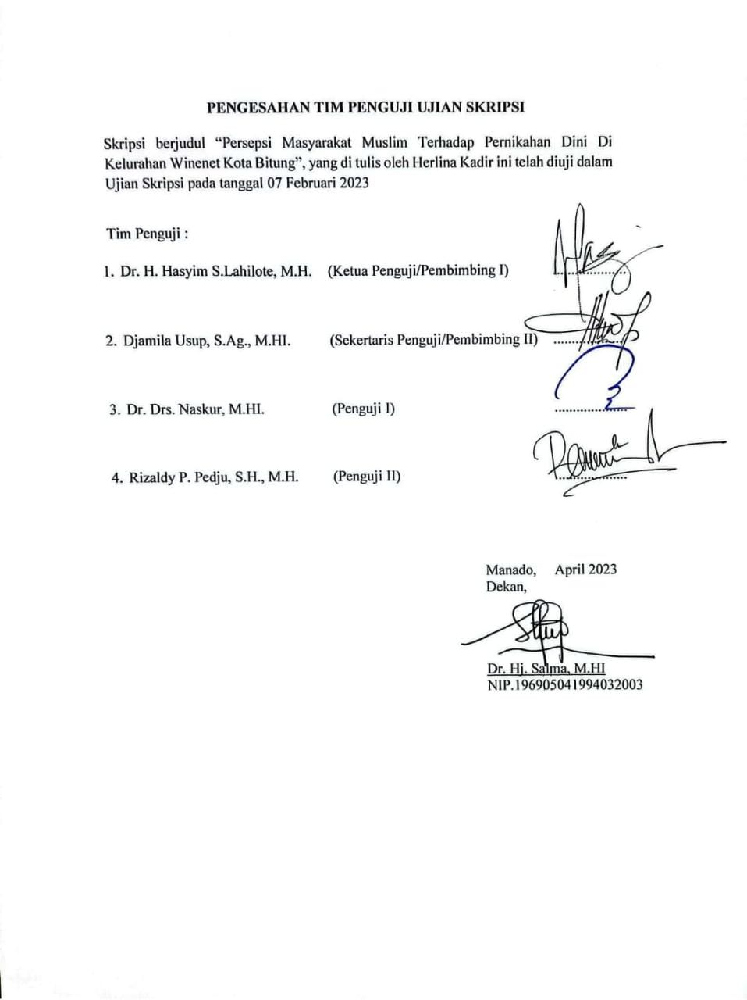 PENGESAHAN TIM PENGUJI UJIAN SKRIPSI
Skripsi berjudul “Persepsi Masyarakat Muslim Terhadap Pernikahan Dini Di
Kelurahan Winenet Kota Bitung”, yang di tulis oleh Herlina Kadir ini telah diuji dalam
Ujian Skripsi pada tanggal 07 Februari 2023
Tim Penguji :
1. Dr. H. Hasyim S.Lahilote, M.H. (Ketua Penguji/Pembimbing I)
2. Djamila Usup, S.Ag., M.HI. (Sekertaris Penguji/Pembimbing II)
3. Dr. Drs. Naskur, M.HI. (Penguji I)
4. Rizaldy P. Pedju, S.H., M.H. (Penguji II)
Manado, April 2023
Dekan,
Dr. Hj. Salma, M.HI
NIP.196905041994032003